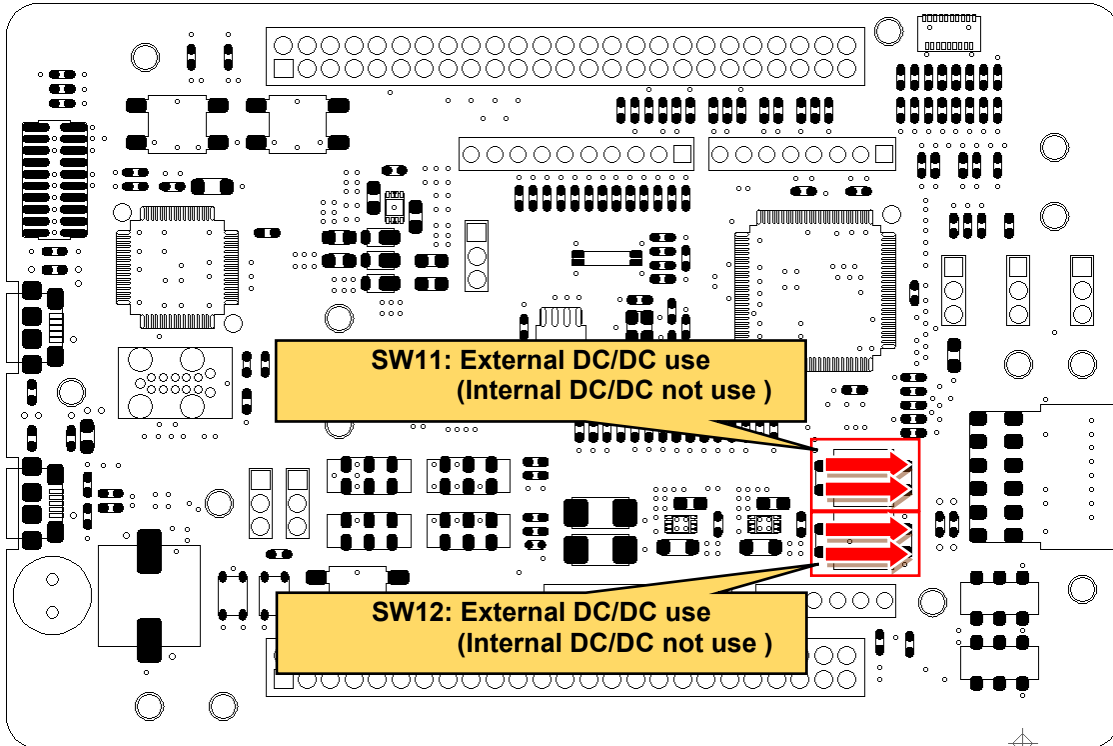 SW11: External DC/DC use
(Internal DC/DC not use )
SW12: External DC/DC use
(Internal DC/DC not use )